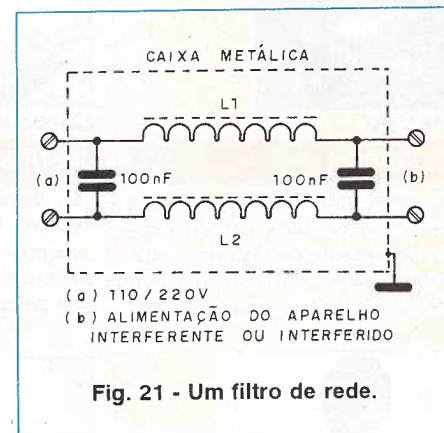 CAIXA METÁLICA
L1
(a) 100nF 100nF (b)
L2
(a) 110/220V
(b) ALIMENTAÇÃO DO APARELHO
INTERFERENTE OU INTERFERIDO
Fig. 21 - Um filtro de rede.